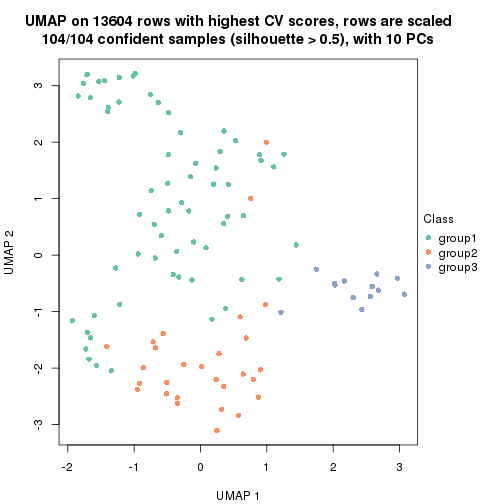 UMAP on 13604 rows with highest CV scores, rows are scaled
104/104 confident samples (silhouette > 0.5), with 10 PCs
3
2
1
0
-1
-2
-3
UMAP 2
-2 -1 0 1 2 3
UMAP 1
Class
group1
group2
group3